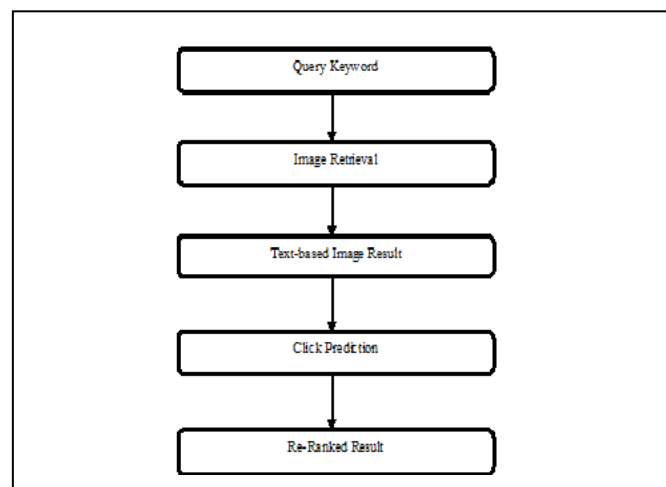 Query Keyword
Image Retrieval
Text-based Image Result
Click Prediction
Re-Ranked Result